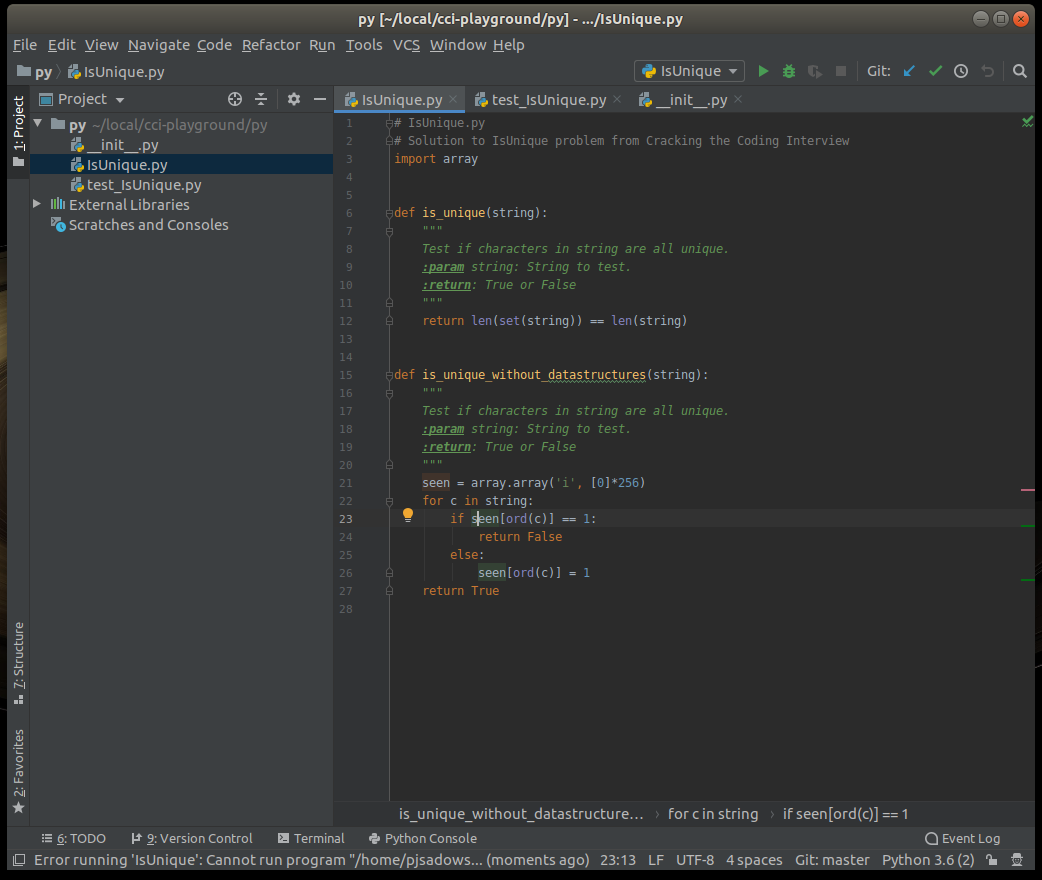 py [~/local/cci-playground/py] - .../IsUnique.py
File Edit View Navigate Code Refactor Run Tools VCS Window Help
py IsUnique.py IsUnique Git:
1: Project
Project
py ~/local/cci-playground/py
__init__.py
IsUnique.py
test_IsUnique.py
External Libraries
Scratches and Consoles
IsUnique.py test_IsUnique.py __init__.py
1 # IsUnique.py
2 # Solution to IsUnique problem from Cracking the Coding Interview
3 import array
4
5
6 def is_unique(string):
7 """
8 Test if characters in string are all unique.
9 :param string: String to test.
10 :return: True or False
11 """
12 return len(set(string)) == len(string)
13
14
15 def is_unique_without_datastructures(string):
16 """
17 Test if characters in string are all unique.
18 :param string: String to test.
19 :return: True or False
20 """
21 seen = array.array('i', [0]*256)
22 for c in string:
23 if seen[ord(c)] == 1:
24 return False
25 else:
26 seen[ord(c)] = 1
27 return True
28
7: Structure
2: Favorites
is_unique_without_datastructure... › for c in string › if seen[ord(c)] == 1
6: TODO 9: Version Control Terminal Python Console Event Log
Error running 'IsUnique': Cannot run program "/home/pjsadows... (moments ago) 23:13 LF UTF-8 4 spaces Git: master Python 3.6 (2)